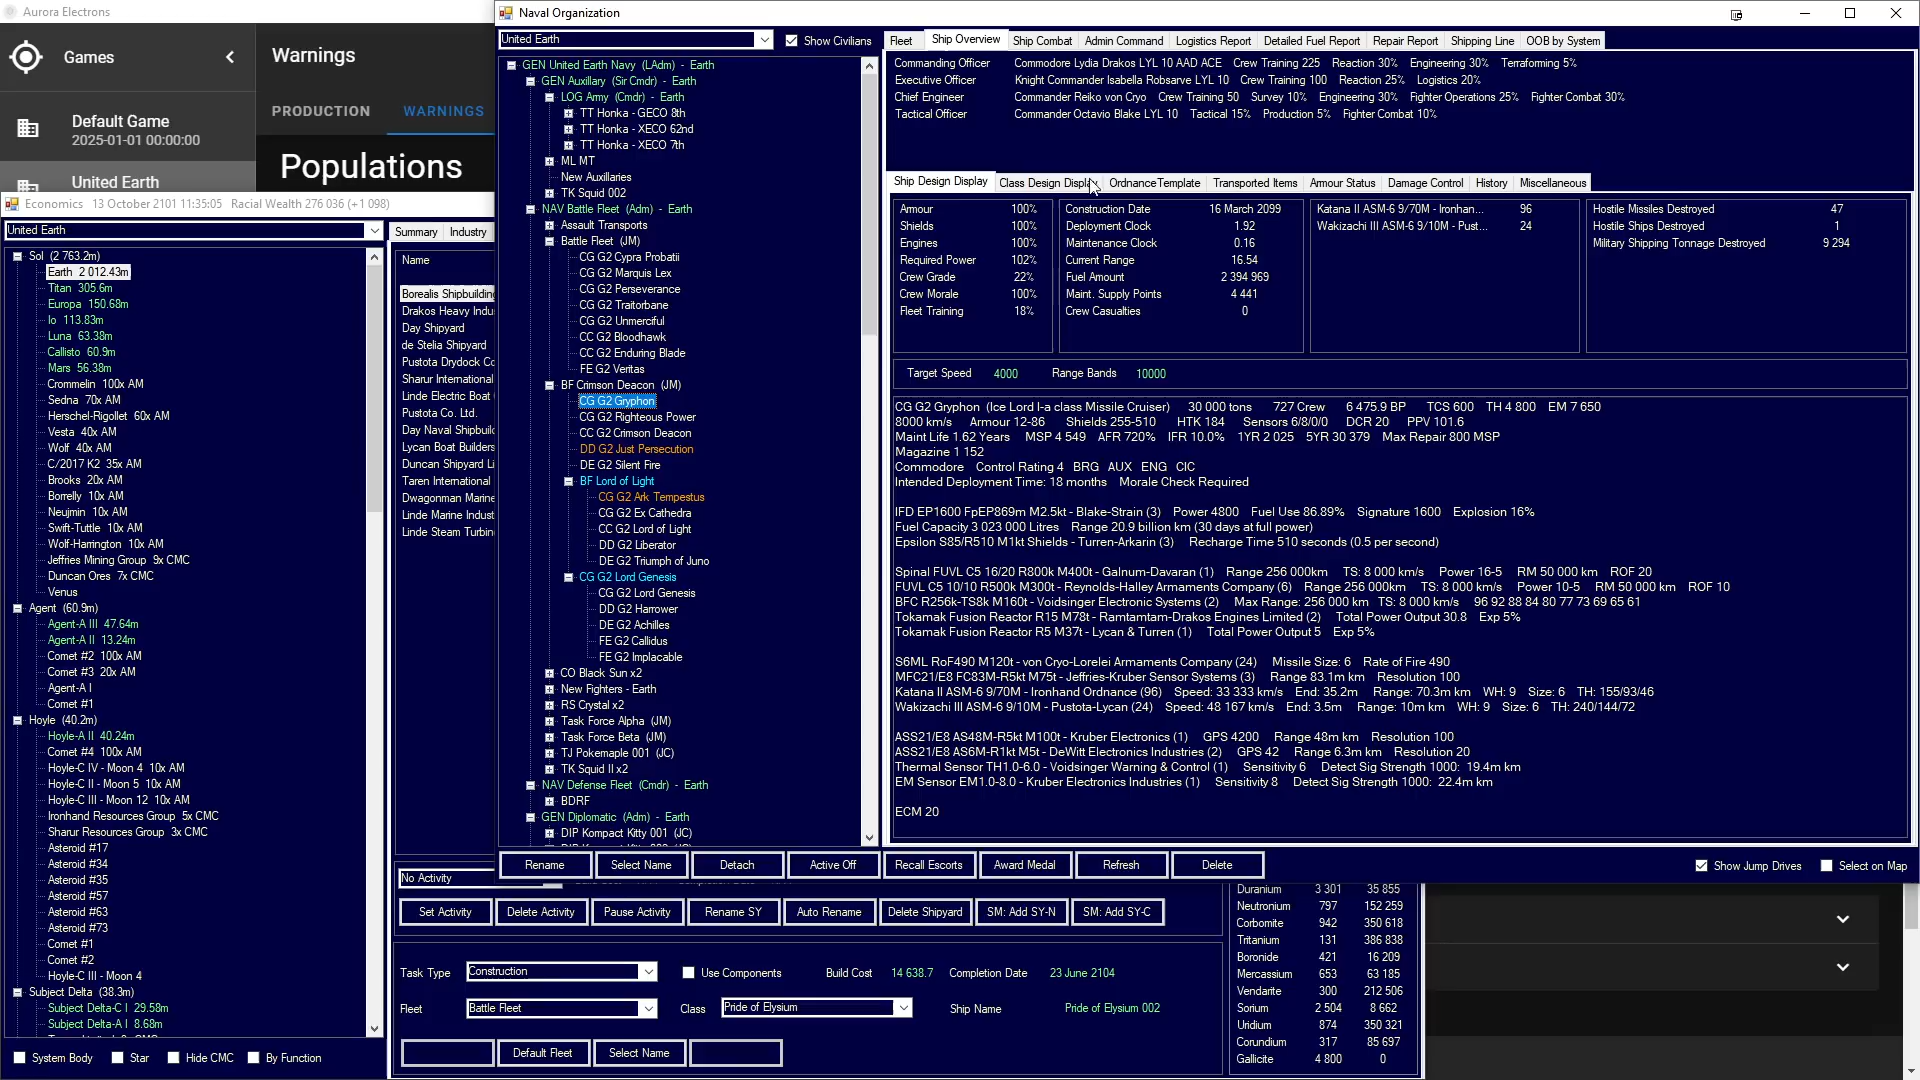 Aurora Electrons
Games
Default Game
2025-01-01 00:00:00
United Earth
Warnings
PRODUCTION
WARNINGS
Populations
Economics 13 October 2101 11:35:05 Racial Wealth 276 036 (+1 098)
United Earth
Sol (2 763.2m)
Earth 2 012.43m
Titan 305.6m
Europa 150.68m
Io 113.83m
Luna 63.38m
Callisto 60.9m
Mars 56.38m
Crommelin 100x AM
Sedna 70x AM
Herschel-Rigollet 60x AM
Vesta 40x AM
Wolf 40x AM
C/2017 K2 35x AM
Brooks 20x AM
Borrelly 10x AM
Neujmin 10x AM
Swift-Tuttle 10x AM
Wolf-Harrington 10x AM
Jeffries Mining Group 9x CMC
Duncan Ores 7x CMC
Venus
Agent (60.9m)
Agent-A III 47.64m
Agent-A II 13.24m
Comet #2 100x AM
Comet #3 20x AM
Agent-A I
Comet #1
Hoyle (40.2m)
Hoyle-A II 40.24m
Comet #4 100x AM
Hoyle-C IV - Moon 4 10x AM
Hoyle-C II - Moon 5 10x AM
Hoyle-C III - Moon 12 10x AM
Ironhand Resources Group 5x CMC
Sharur Resources Group 3x CMC
Asteroid #17
Asteroid #34
Asteroid #35
Asteroid #57
Asteroid #63
Asteroid #73
Comet #1
Comet #2
Hoyle-C III - Moon 4
Subject Delta (38.3m)
Subject Delta-C I 29.58m
Subject Delta-A I 8.68m
System Body Star Hide CMC By Function
Summary Industry
Name
Borealis Shipbuilding
Drakos Heavy Indu
Day Shipyard
de Stelia Shipyard
Pustota Drydock Co
Sharur International
Linde Electric Boat
Pustota Co. Ltd.
Day Naval Shipbuil
Lycan Boat Builders
Duncan Shipyard Li
Taren International
Dwagonman Marine
Linde Marine Indust
Linde Steam Turbin
No Activity
Set Activity Delete Activity Pause Activity Rename SY Auto Rename Delete Shipyard SM: Add SY-N SM: Add SY-C
Task Type Construction Use Components Build Cost 14 638.7 Completion Date 23 June 2104
Fleet Battle Fleet Class Pride of Elysium Ship Name Pride of Elysium 002
Default Fleet Select Name
Duranium 3 301 35 855
Neutronium 797 152 259
Corbomite 942 350 618
Tritanium 131 386 838
Boronide 421 16 209
Mercassium 653 63 185
Vendarite 300 212 506
Sorium 2 504 8 662
Uridium 874 350 321
Corundium 317 85 697
Gallicite 4 800 0
Naval Organization
United Earth Show Civilians
GEN United Earth Navy (LAdm) - Earth
GEN Auxillary (Sir Cmdr) - Earth
LOG Army (Cmdr) - Earth
TT Honka - GECO 8th
TT Honka - XECO 62nd
TT Honka - XECO 7th
ML MT
New Auxillaries
TK Squid 002
NAV Battle Fleet (Adm) - Earth
Assault Transports
Battle Fleet (JM)
CG G2 Cypra Probatii
CG G2 Marquis Lex
CG G2 Perseverance
CG G2 Traitorbane
CG G2 Unmerciful
CC G2 Bloodhawk
CC G2 Enduring Blade
FE G2 Veritas
BF Crimson Deacon (JM)
CG G2 Gryphon
CG G2 Righteous Power
CC G2 Crimson Deacon
DD G2 Just Persecution
DE G2 Silent Fire
BF Lord of Light
CG G2 Ark Tempestus
CG G2 Ex Cathedra
CC G2 Lord of Light
DD G2 Liberator
DE G2 Triumph of Juno
CG G2 Lord Genesis
CG G2 Lord Genesis
DD G2 Harrower
DE G2 Achilles
FE G2 Callidus
FE G2 Implacable
CO Black Sun x2
New Fighters - Earth
RS Crystal x2
Task Force Alpha (JM)
Task Force Beta (JM)
TJ Pokemaple 001 (JC)
TK Squid II x2
NAV Defense Fleet (Cmdr) - Earth
BDRF
GEN Diplomatic (Adm) - Earth
DIP Kompact Kitty 001 (JC)
Rename Select Name Detach Active Off Recall Escorts Award Medal Refresh Delete
Show Jump Drives Select on Map
Fleet Ship Overview Ship Combat Admin Command Logistics Report Detailed Fuel Report Repair Report Shipping Line OOB by System
Commanding Officer Commodore Lydia Drakos LYL 10 AAD ACE Crew Training 225 Reaction 30% Engineering 30% Terraforming 5%
Executive Officer Knight Commander Isabella Robsarve LYL 10 Crew Training 100 Reaction 25% Logistics 20%
Chief Engineer Commander Reiko von Cryo Crew Training 50 Survey 10% Engineering 30% Fighter Operations 25% Fighter Combat 30%
Tactical Officer Commander Octavio Blake LYL 10 Tactical 15% Production 5% Fighter Combat 10%
Ship Design Display Class Design Display Ordnance Template Transported Items Armour Status Damage Control History Miscellaneous
Armour 100%
Shields 100%
Engines 100%
Required Power 102%
Crew Grade 22%
Crew Morale 100%
Fleet Training 18%
Construction Date 16 March 2099
Deployment Clock 1.92
Maintenance Clock 0.16
Current Range 16.54
Fuel Amount 2 394 969
Maint. Supply Points 4 441
Crew Casualties 0
Katana II ASM-6 9/70M - Ironhan... 96
Wakizachi III ASM-6 9/10M - Pust... 24
Hostile Missiles Destroyed 47
Hostile Ships Destroyed 1
Military Shipping Tonnage Destroyed 9 294
Target Speed 4000 Range Bands 10000
CG G2 Gryphon (Ice Lord I-a class Missile Cruiser) 30 000 tons 727 Crew 6 475.9 BP TCS 600 TH 4 800 EM 7 650
8000 km/s Armour 12-86 Shields 255-510 HTK 184 Sensors 6/8/0/0 DCR 20 PPV 101.6
Maint Life 1.62 Years MSP 4 549 AFR 720% IFR 10.0% 1YR 2 025 5YR 30 379 Max Repair 800 MSP
Magazine 1 152
Commodore Control Rating 4 BRG AUX ENG CIC
Intended Deployment Time: 18 months Morale Check Required
IFD EP1600 FpEP869m M2.5kt - Blake-Strain (3) Power 4800 Fuel Use 86.89% Signature 1600 Explosion 16%
Fuel Capacity 3 023 000 Litres Range 20.9 billion km (30 days at full power)
Epsilon S85/R510 M1kt Shields - Turren-Arkarin (3) Recharge Time 510 seconds (0.5 per second)
Spinal FUVL C5 16/20 R800k M400t - Galnum-Davaran (1) Range 256 000km TS: 8 000 km/s Power 16-5 RM 50 000 km ROF 20
FUVL C5 10/10 R500k M300t - Reynolds-Halley Armaments Company (6) Range 256 000km TS: 8 000 km/s Power 10-5 RM 50 000 km ROF 10
BFC R256k-TS8k M160t - Voidsinger Electronic Systems (2) Max Range: 256 000 km TS: 8 000 km/s 96 92 88 84 80 77 73 69 65 61
Tokamak Fusion Reactor R15 M78t - Ramtamtam-Drakos Engines Limited (2) Total Power Output 30.8 Exp 5%
Tokamak Fusion Reactor R5 M37t - Lycan & Turren (1) Total Power Output 5 Exp 5%
S6ML RoF490 M120t - von Cryo-Lorelei Armaments Company (24) Missile Size: 6 Rate of Fire 490
MFC21/E8 FC83M-R5kt M75t - Jeffries-Kruber Sensor Systems (3) Range 83.1m km Resolution 100
Katana II ASM-6 9/70M - Ironhand Ordnance (96) Speed: 33 333 km/s End: 35.2m Range: 70.3m km WH: 9 Size: 6 TH: 155/93/46
Wakizachi III ASM-6 9/10M - Pustota-Lycan (24) Speed: 48 167 km/s End: 3.5m Range: 10m km WH: 9 Size: 6 TH: 240/144/72
ASS21/E8 AS48M-R5kt M100t - Kruber Electronics (1) GPS 4200 Range 48m km Resolution 100
ASS21/E8 AS6M-R1kt M5t - DeWitt Electronics Industries (2) GPS 42 Range 6.3m km Resolution 20
Thermal Sensor TH1.0-6.0 - Voidsinger Warning & Control (1) Sensitivity 6 Detect Sig Strength 1000: 19.4m km
EM Sensor EM1.0-8.0 - Kruber Electronics Industries (1) Sensitivity 8 Detect Sig Strength 1000: 22.4m km
ECM 20